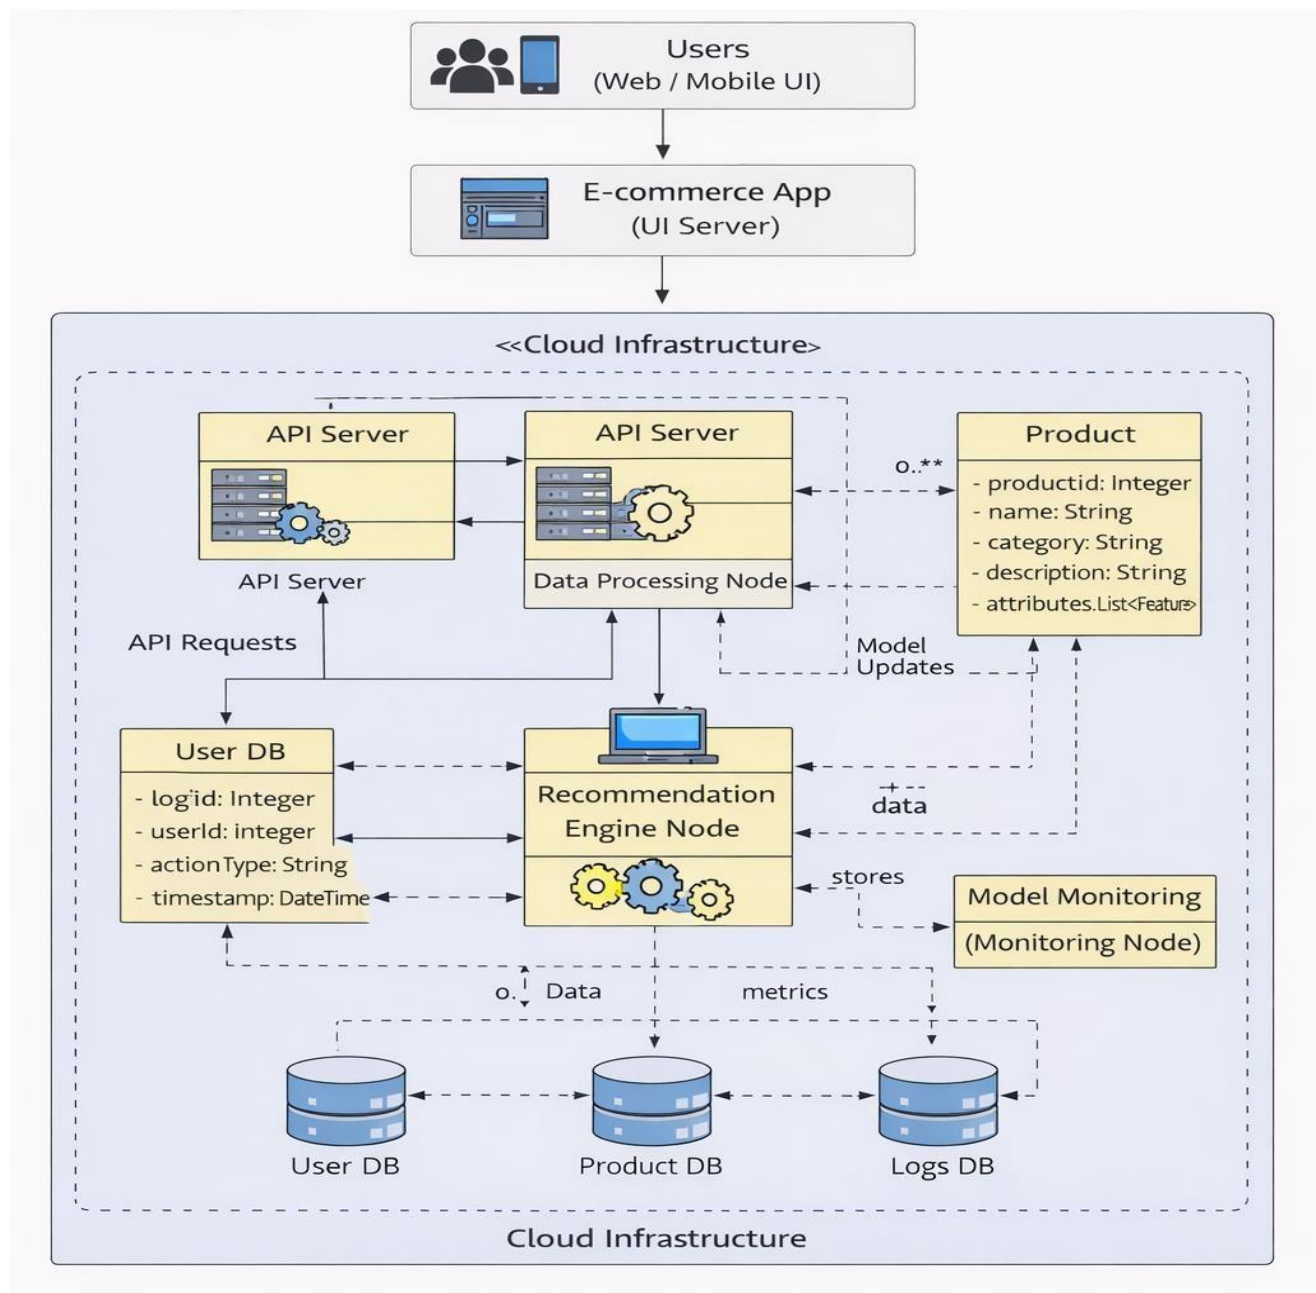 Users
(Web / Mobile UI)
E-commerce App
(UI Server)
<<Cloud Infrastructure>
API Server
API Server
Product
o..**
- productid: Integer
- name: String
- category: String
- description: String
- attributes.List<Feature>
API Server
Data Processing Node
API Requests
Model
Updates
User DB
- logid: Integer
- userId: integer
- actionType: String
- timestamp: DateTime
Recommendation
Engine Node
data
stores
Model Monitoring
(Monitoring Node)
o.
Data
metrics
User DB
Product DB
Logs DB
Cloud Infrastructure